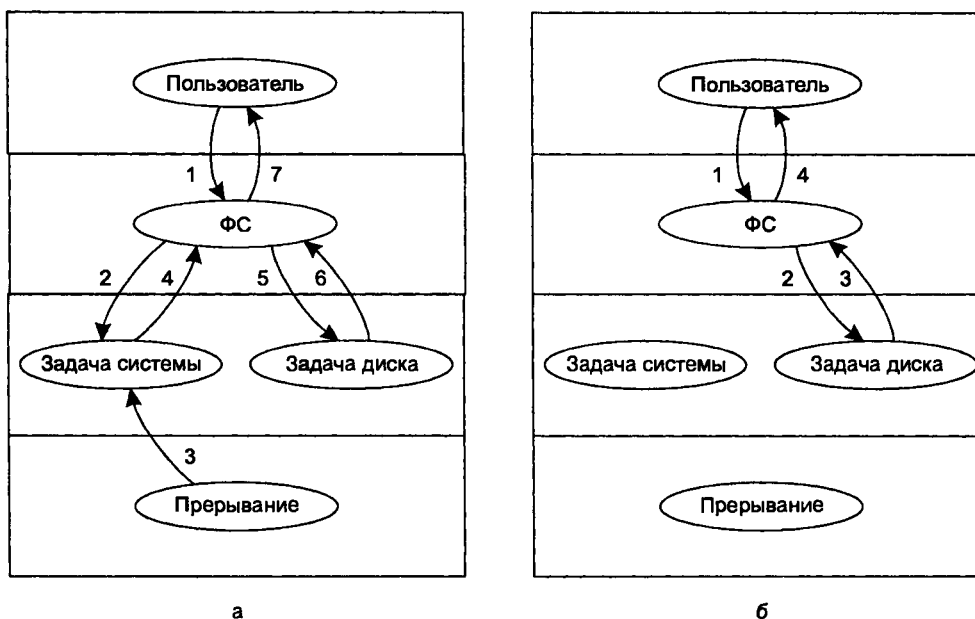 Пользователь
1 7
ФС
2 4 5 6
Задача системы Задача диска
3
Прерывание
а
Пользователь
1 4
ФС
2 3
Задача системы Задача диска
Прерывание
б